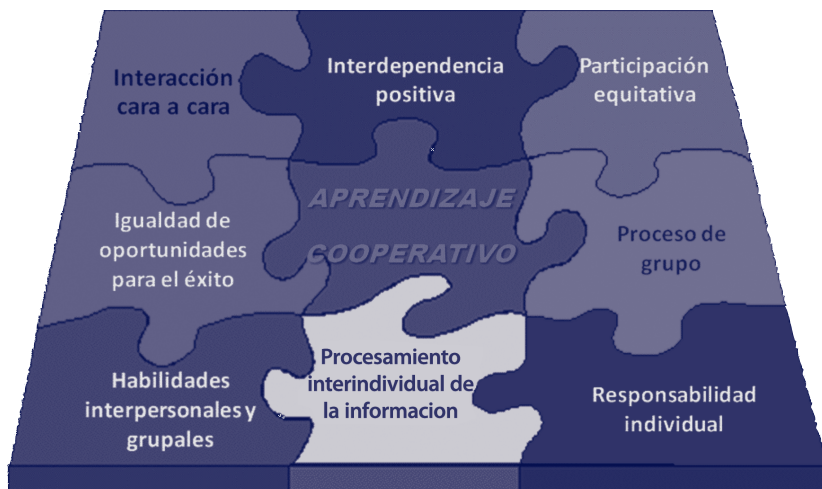 Interacción
cara a cara
Interdependencia
positiva
Participación
equitativa
Igualdad de
oportunidades
para el éxito
APRENDIZAJE
COOPERATIVO
Proceso de
grupo
Habilidades
interpersonales y
grupales
Procesamiento
interindividual de
la informacion
Responsabilidad
individual